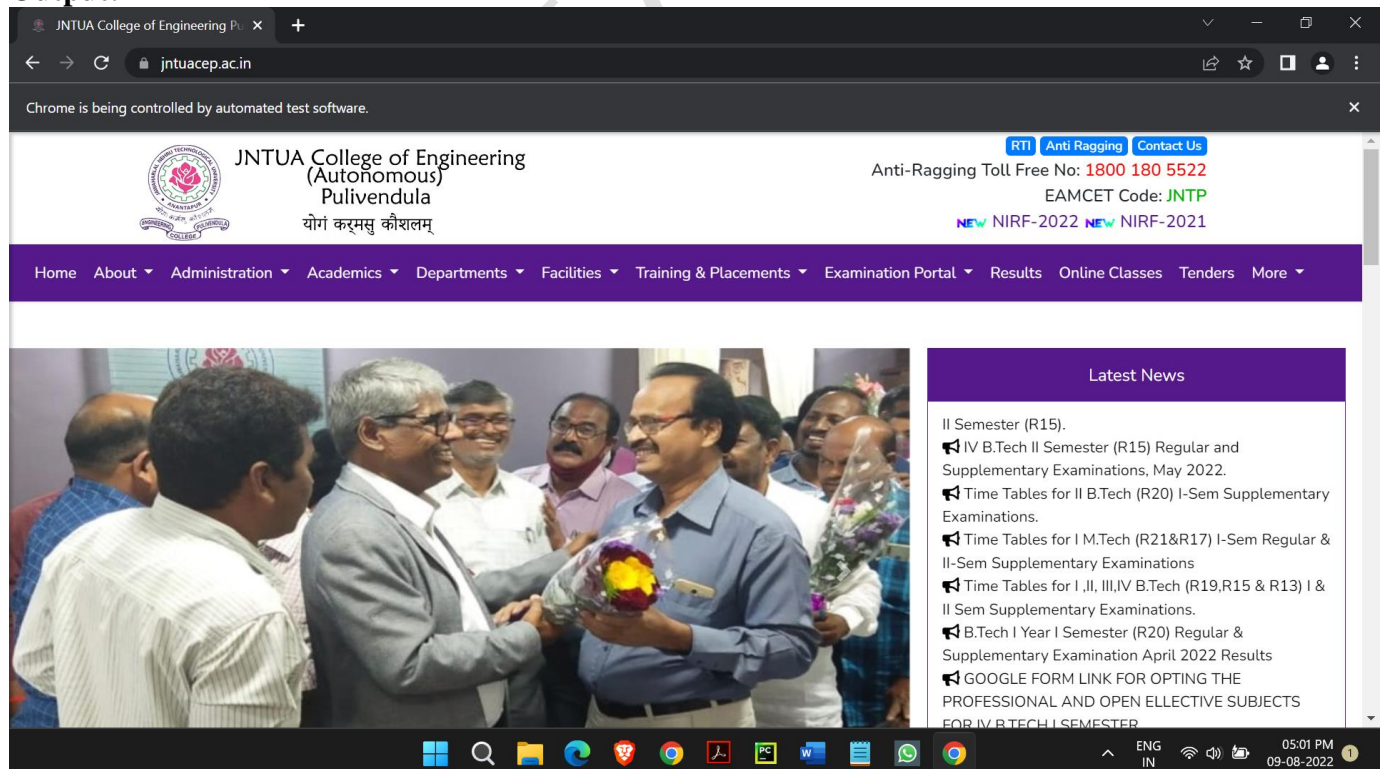 JNTUA College of Engineering Pu
jntuacep.ac.in
Chrome is being controlled by automated test software.
JNTUA College of Engineering
(Autonomous)
Pulivendula
योगं कर्मसु कौशलम्
RTI Anti Ragging Contact Us
Anti-Ragging Toll Free No: 1800 180 5522
EAMCET Code: JNTP
NEW NIRF-2022 NEW NIRF-2021
Home About Administration Academics Departments Facilities Training & Placements Examination Portal Results Online Classes Tenders More
Latest News
II Semester (R15).
IV B.Tech II Semester (R15) Regular and
Supplementary Examinations, May 2022.
Time Tables for II B.Tech (R20) I-Sem Supplementary
Examinations.
Time Tables for I M.Tech (R21&R17) I-Sem Regular &
II-Sem Supplementary Examinations
Time Tables for I ,II, III,IV B.Tech (R19,R15 & R13) I &
II Sem Supplementary Examinations.
B.Tech I Year I Semester (R20) Regular &
Supplementary Examination April 2022 Results
GOOGLE FORM LINK FOR OPTING THE
PROFESSIONAL AND OPEN ELLECTIVE SUBJECTS
FOR IV B.TECH I SEMESTER
ENG
IN
05:01 PM
09-08-2022
1